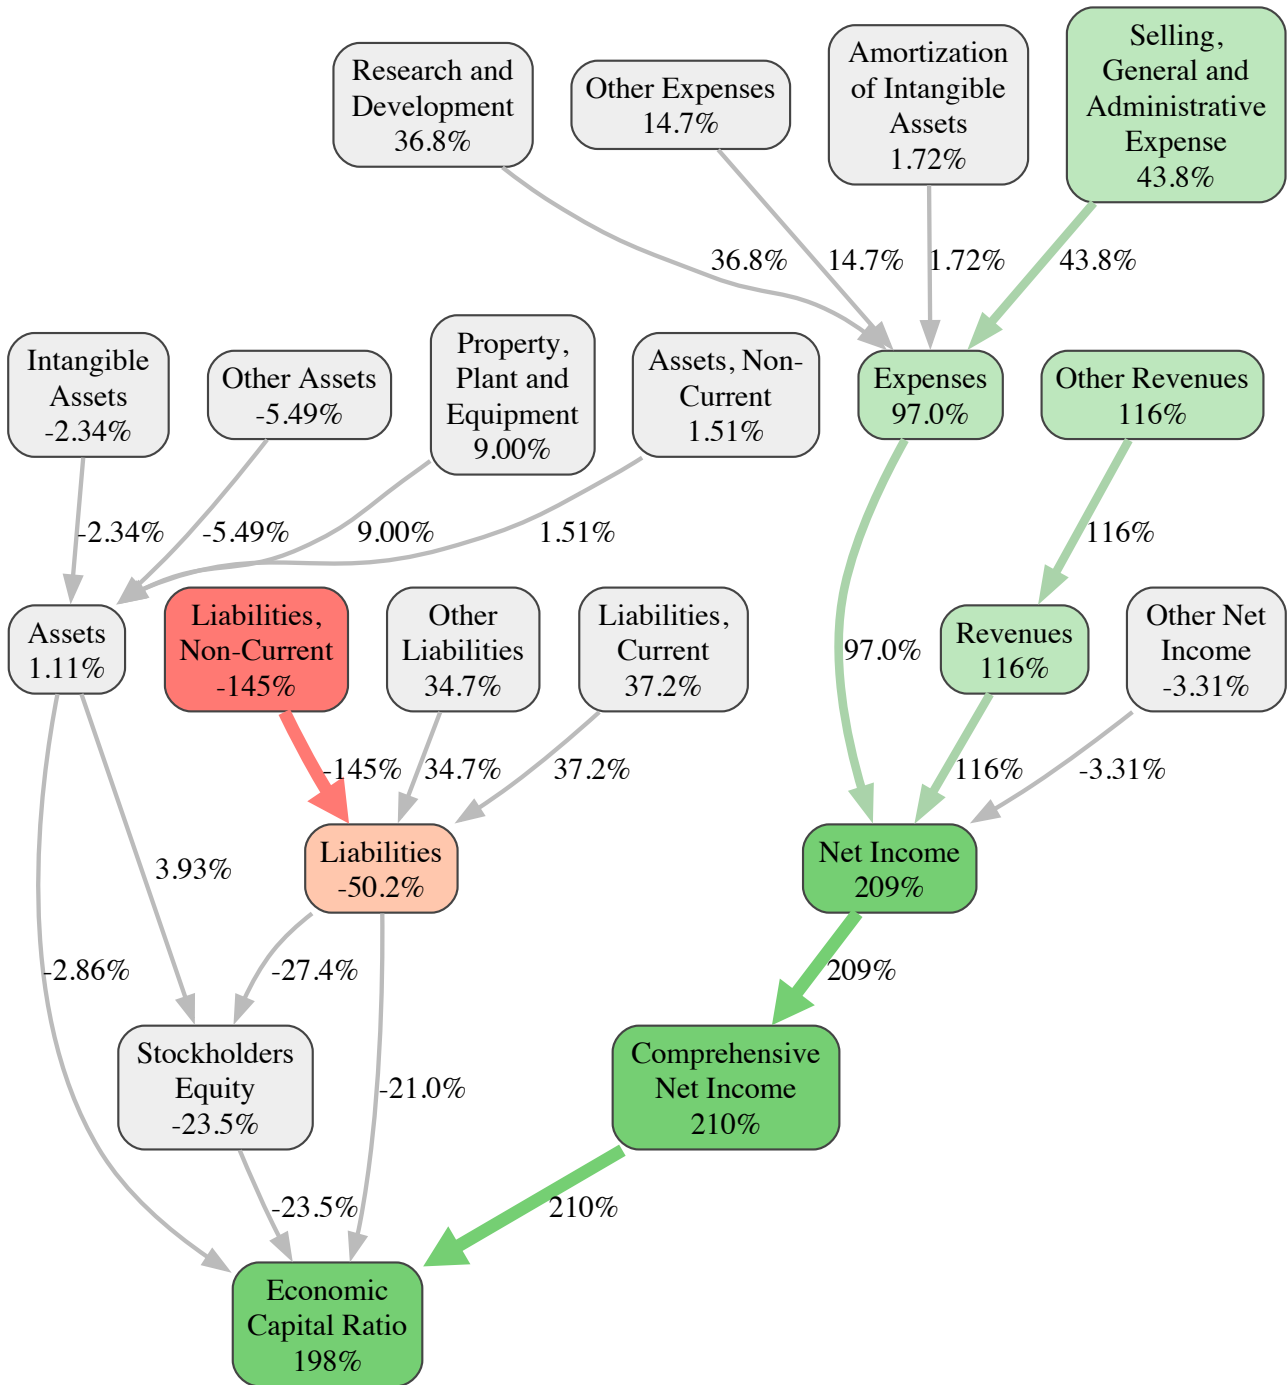 Research and
Development
36.8%
Other Expenses
14.7%
Amortization
of Intangible
Assets
1.72%
Selling,
General and
Administrative
Expense
43.8%
36.8%
14.7%
1.72%
43.8%
Intangible
Assets
-2.34%
Other Assets
-5.49%
Property,
Plant and
Equipment
9.00%
Assets, Non-
Current
1.51%
Expenses
97.0%
Other Revenues
116%
-2.34%
-5.49%
9.00%
1.51%
116%
Assets
1.11%
Liabilities,
Non-Current
-145%
Other
Liabilities
34.7%
Liabilities,
Current
37.2%
97.0%
Revenues
116%
Other Net
Income
-3.31%
-145%
34.7%
37.2%
116%
-3.31%
3.93%
Liabilities
-50.2%
Net Income
209%
-2.86%
-27.4%
209%
Stockholders
Equity
-23.5%
-21.0%
Comprehensive
Net Income
210%
-23.5%
210%
Economic
Capital Ratio
198%